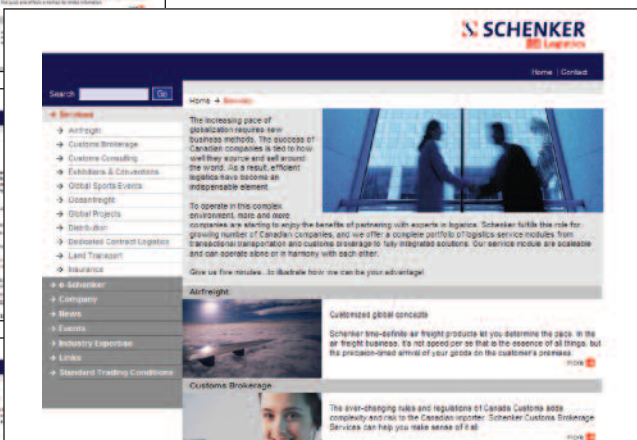 SCHENKER
Logistics
Home | Contact
Search Go
Home → Services
→ Services
→ Airfreight
→ Customs Brokerage
→ Customs Consulting
→ Exhibitions & Conventions
→ Global Sports Events
→ Oceanfreight
→ Global Projects
→ Distribution
→ Dedicated Contract Logistics
→ Land Transport
→ Insurance
→ e-Schenker
→ Company
→ News
→ Events
→ Industry Expertise
→ Links
→ Standard Trading Conditions
The increasing pace of
globalization requires new
business methods. The success of
Canadian companies is tied to how
well they source and sell around
the world. As a result, efficient
logistics have become an
indispensable element.
To operate in this complex
environment, more and more
companies are starting to enjoy the benefits of partnering with experts in logistics. Schenker fulfils this role for
growing number of Canadian companies, and we offer a complete portfolio of logistics service modules from
transactional transportation and customs brokerage to fully integrated solutions. Our service module are scaleable
and can operate alone or in harmony with each other.
Give us five minutes...to illustrate how we can be your advantage!
Airfreight
Customized global concepts
Schenker time-definite air freight products let you determine the pace. In the
air freight business, it's not speed per se that is the essence of all things, but
the precision-timed arrival of your goods on the customer's premises.
more
Customs Brokerage
The ever-changing rules and regulations of Canada Customs adds
complexity and risk to the Canadian importer. Schenker Customs Brokerage
Services can help you make sense of it all
more